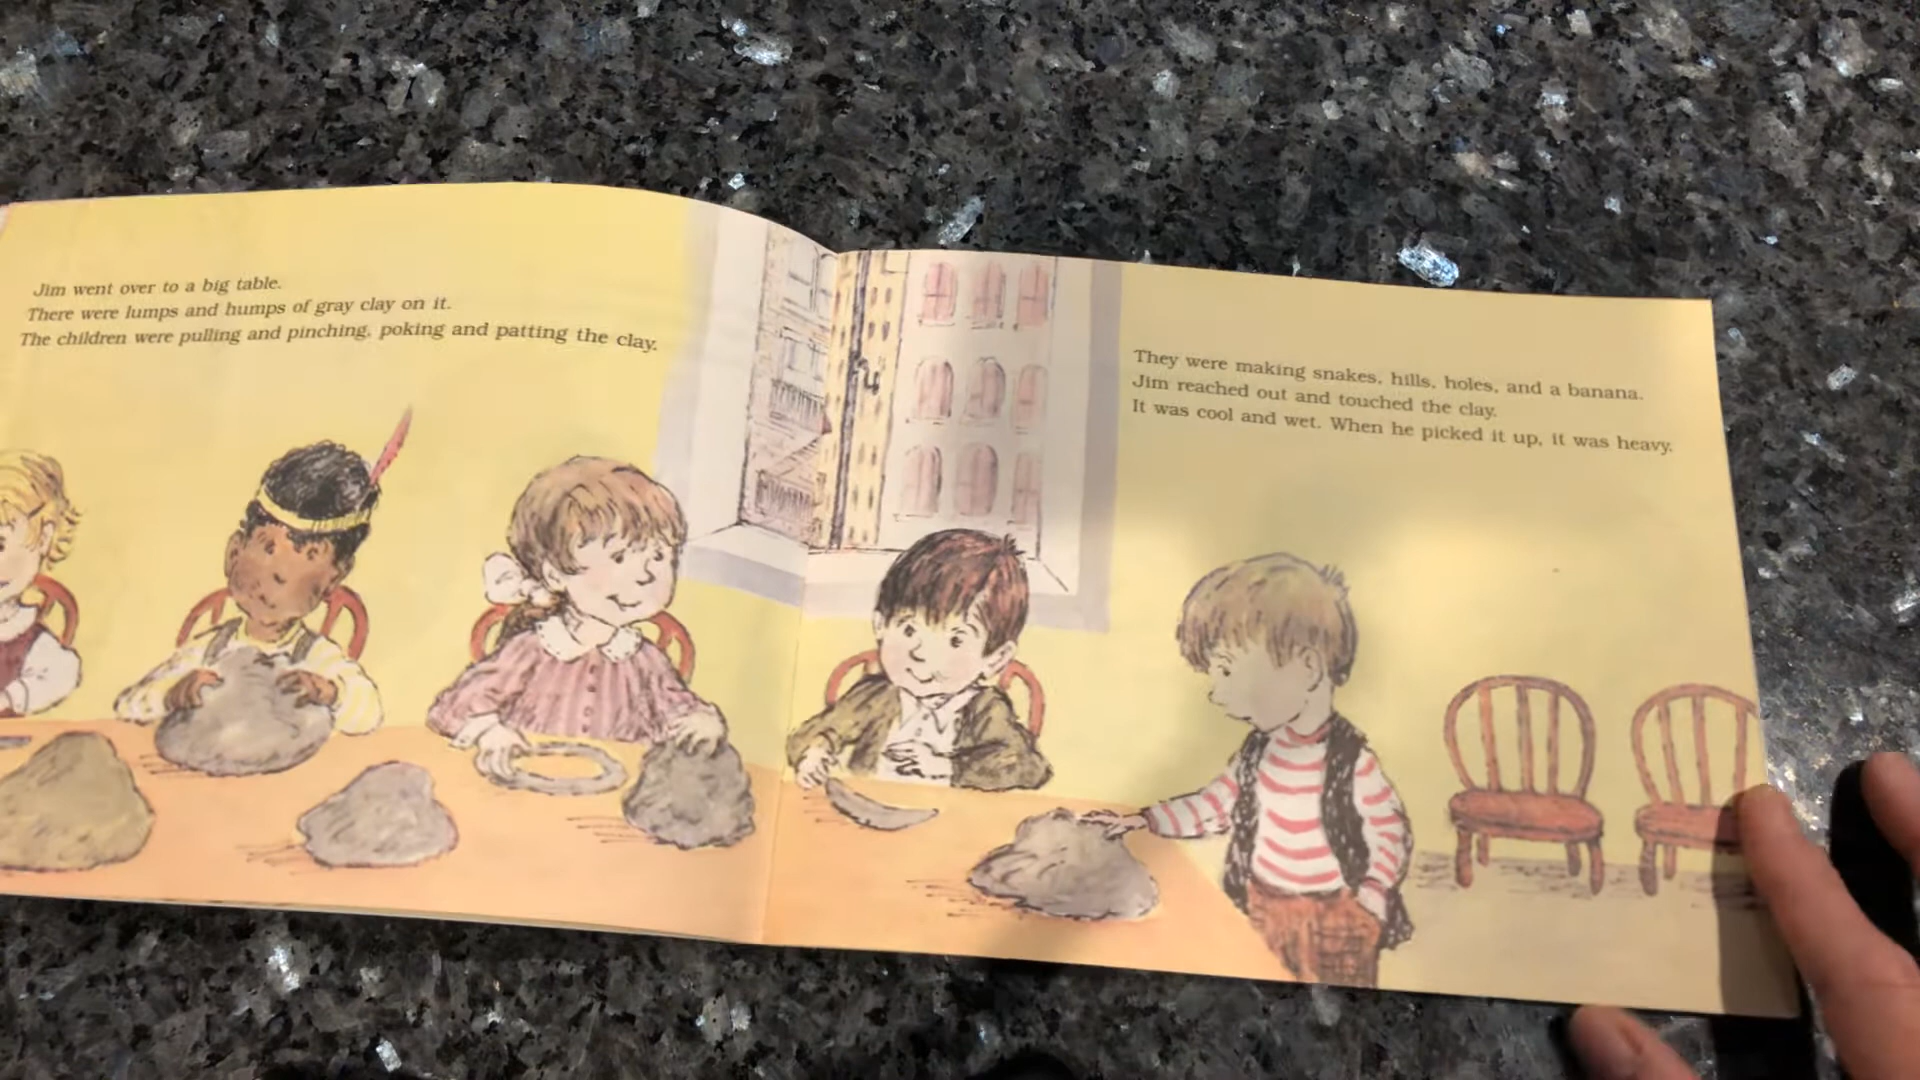 Jim went over to a big table.
There were lumps and humps of gray clay on it.
The children were pulling and pinching, poking and patting the clay.
They were making snakes, hills, holes, and a banana.
Jim reached out and touched the clay.
It was cool and wet. When he picked it up, it was heavy.